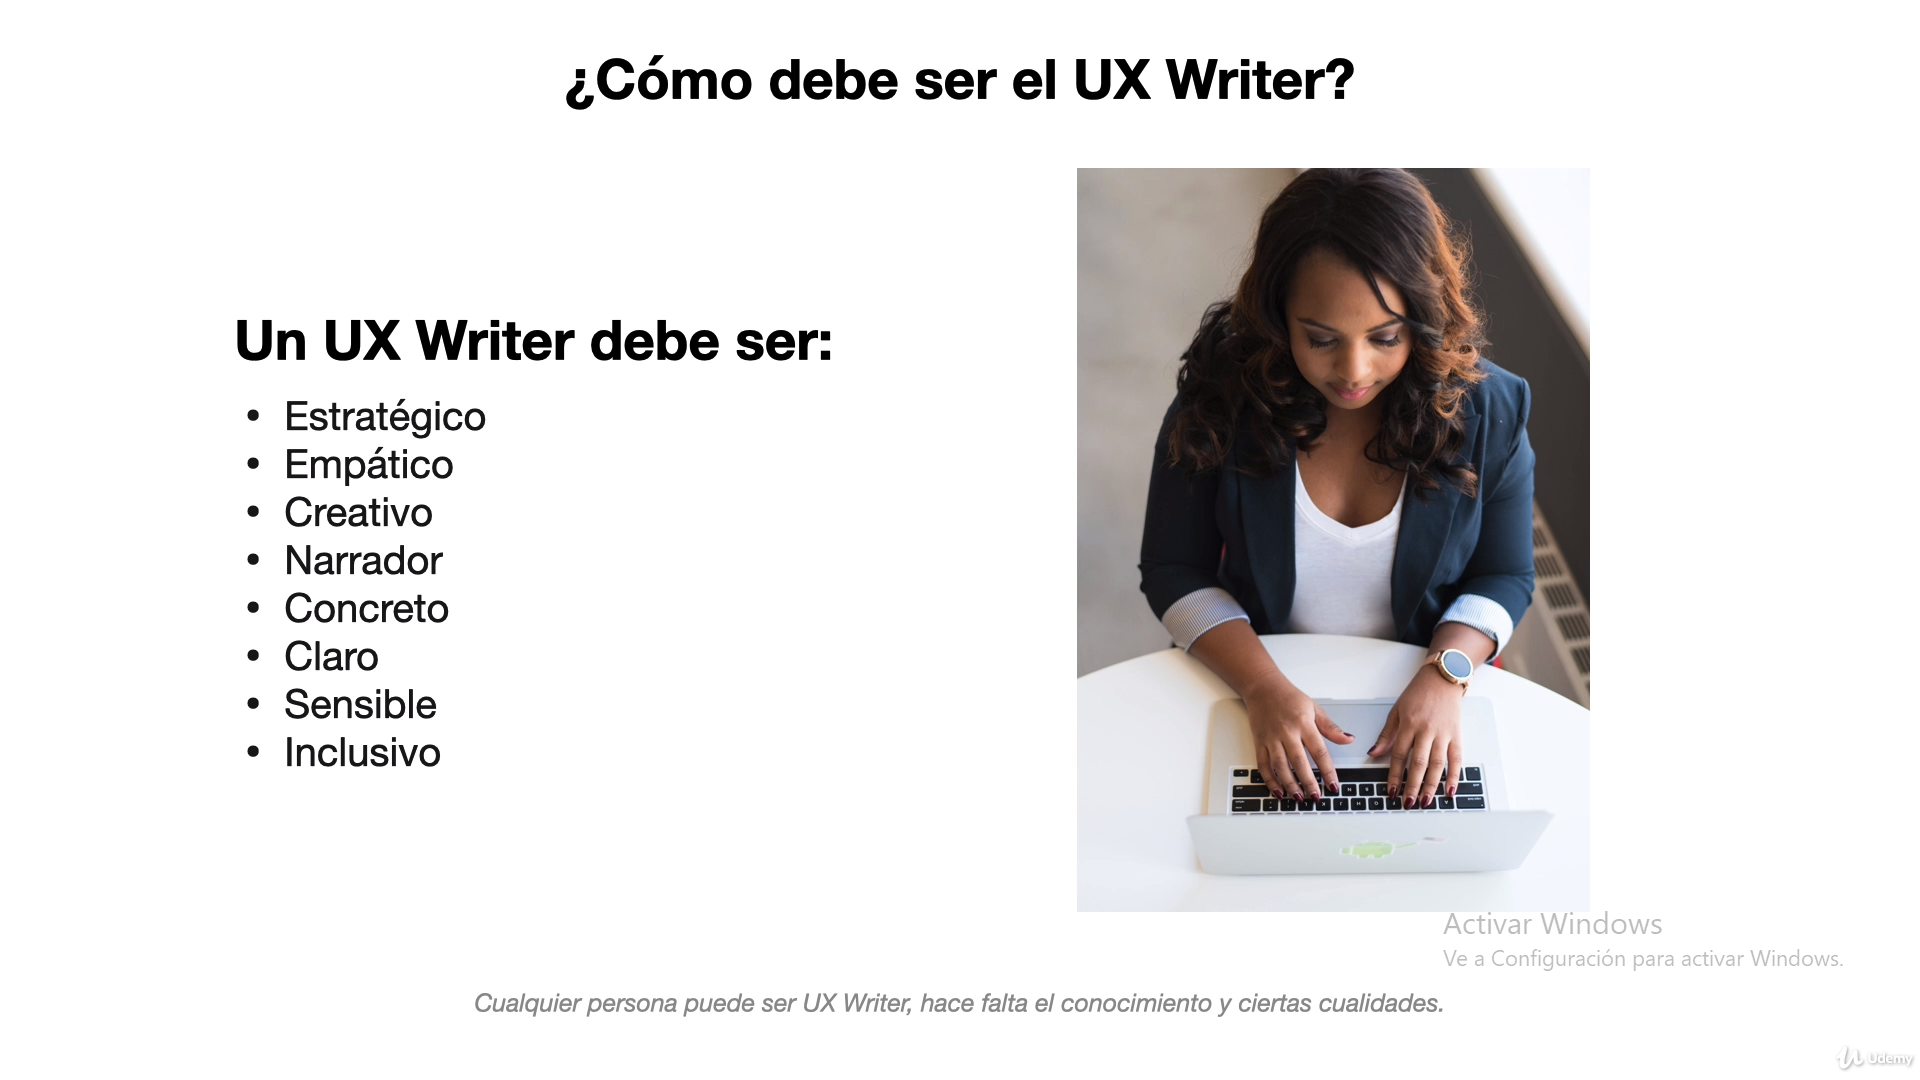 ¿Cómo debe ser el UX Writer?
Un UX Writer debe ser:
• Estratégico
• Empático
• Creativo
• Narrador
• Concreto
• Claro
• Sensible
• Inclusivo
Activar Windows
Ve a Configuración para activar Windows.
Cualquier persona puede ser UX Writer, hace falta el conocimiento y ciertas cualidades.
Udemy